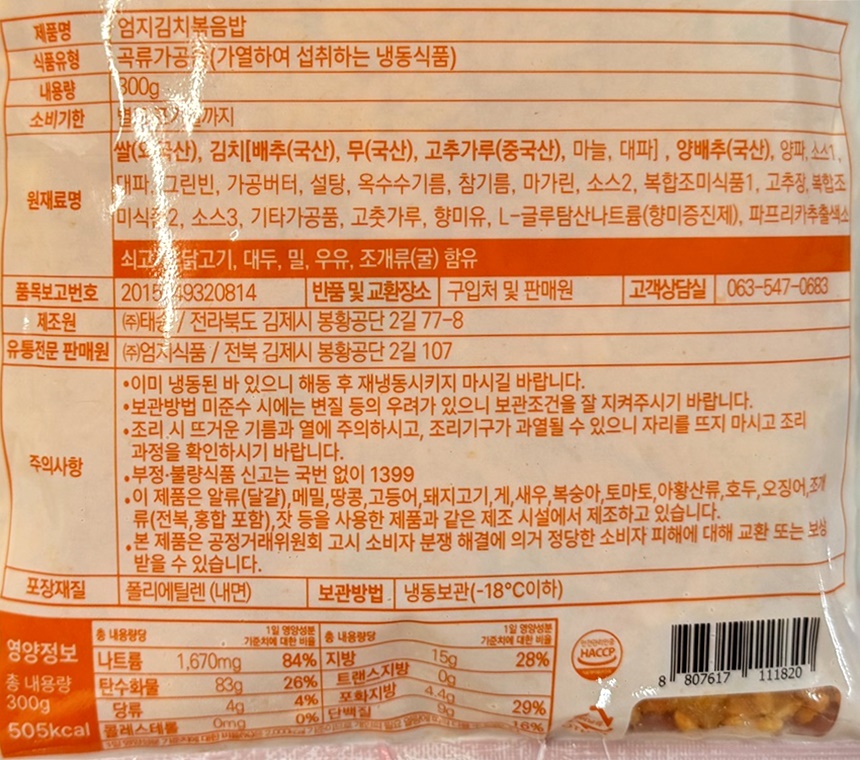 제품명 엄지김치볶음밥
식품유형 곡류가공 (가열하여 섭취하는 냉동식품)
내용량 300g
소비기한 까지
원재료명 쌀( 산), 김치[배추(국산), 무(국산), 고추가루(중국산), 마늘, 대파], 양배추(국산), 양파, 소스1,
대파, 그린빈, 가공버터, 설탕, 옥수수기름, 참기름, 마가린, 소스2, 복합조미식품1, 고추장, 복합조
미식품2, 소스3, 기타가공품, 고춧가루, 향미유, L-글루탐산나트륨(향미증진제), 파프리카추출색소
쇠고 닭고기, 대두, 밀, 우유, 조개류(굴) 함유
품목보고번호 2015 49320814 반품 및 교환장소 구입처 및 판매원 고객상담실 063-547-0683
제조원 ㈜태 / 전라북도 김제시 봉황공단 2길 77-8
유통전문 판매원 ㈜엄지식품 / 전북 김제시 봉황공단 2길 107
주의사항 •이미 냉동된 바 있으니 해동 후 재냉동시키지 마시길 바랍니다.
•보관방법 미준수 시에는 변질 등의 우려가 있으니 보관조건을 잘 지켜주시기 바랍니다.
•조리 시 뜨거운 기름과 열에 주의하시고, 조리기구가 과열될 수 있으니 자리를 뜨지 마시고 조리
과정을 확인하시기 바랍니다.
•부정·불량식품 신고는 국번 없이 1399
•이 제품은 알류(달걀),메밀,땅콩,고등어,돼지고기,게,새우,복숭아,토마토,아황산류,호두,오징어,조개
류(전복,홍합 포함),잣 등을 사용한 제품과 같은 제조 시설에서 제조하고 있습니다.
•본 제품은 공정거래위원회 고시 소비자 분쟁 해결에 의거 정당한 소비자 피해에 대해 교환 또는 보상
받을 수 있습니다.
포장재질 폴리에틸렌 (내면) 보관방법 냉동보관(-18°C이하)
영양정보
총 내용량
300g
505kcal
총 내용량당 1일 영양성분 기준치에 대한 비율 총 내용량당 1일 영양성분 기준치에 대한 비율
나트륨 1,670mg 84% 지방 15g 28%
탄수화물 83g 26% 트랜스지방 0g
당류 4g 4% 포화지방 4.4g 29%
콜레스테롤 0mg 0% 단백질 9g 16%
HACCP
8 807617 111820